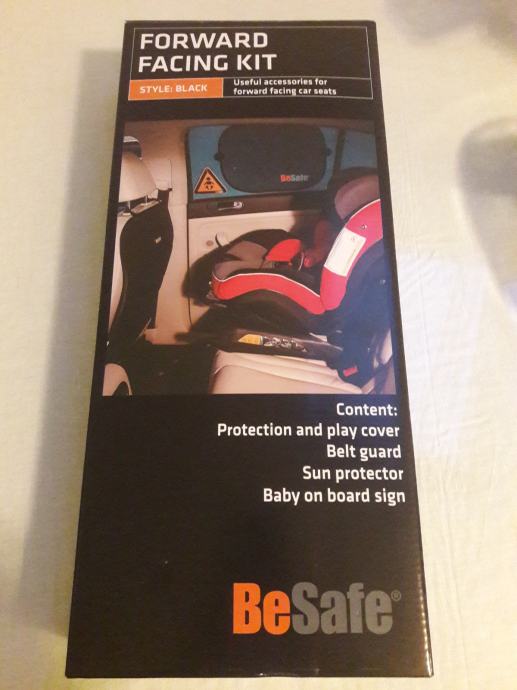 FORWARD
FACING KIT
STYLE: BLACK
Useful accessories for
forward facing car seats
BeSafe
Content:
Protection and play cover
Belt guard
Sun protector
Baby on board sign
BeSafe®